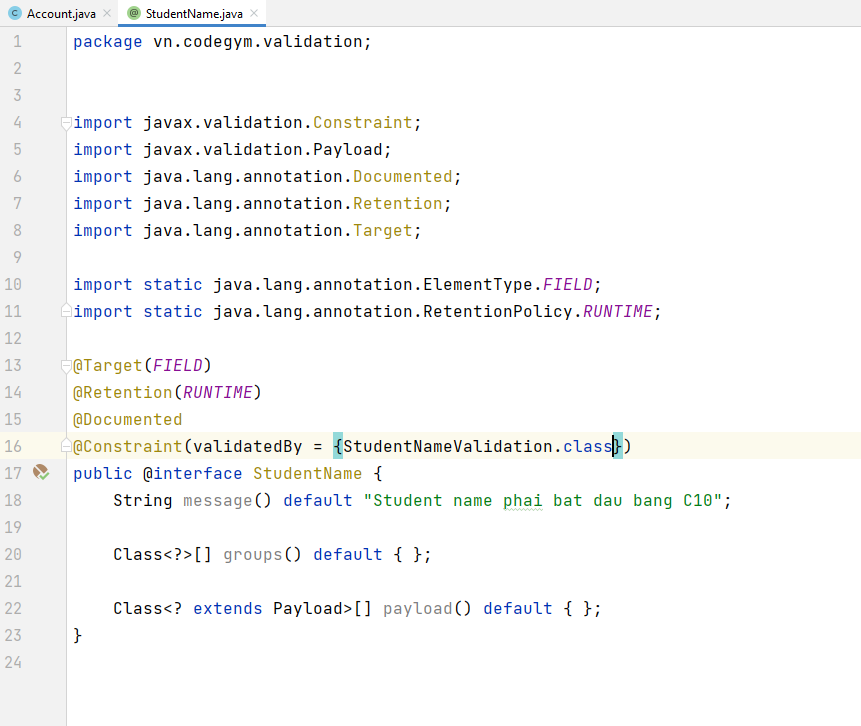 Account.java StudentName.java
1 package vn.codegym.validation;
2
3
4 import javax.validation.Constraint;
5 import javax.validation.Payload;
6 import java.lang.annotation.Documented;
7 import java.lang.annotation.Retention;
8 import java.lang.annotation.Target;
9
10 import static java.lang.annotation.ElementType.FIELD;
11 import static java.lang.annotation.RetentionPolicy.RUNTIME;
12
13 @Target(FIELD)
14 @Retention(RUNTIME)
15 @Documented
16 @Constraint(validatedBy = {StudentNameValidation.class})
17 public @interface StudentName {
18     String message() default "Student name phai bat dau bang C10";
19
20     Class<?>[] groups() default { };
21
22     Class<? extends Payload>[] payload() default { };
23 }
24